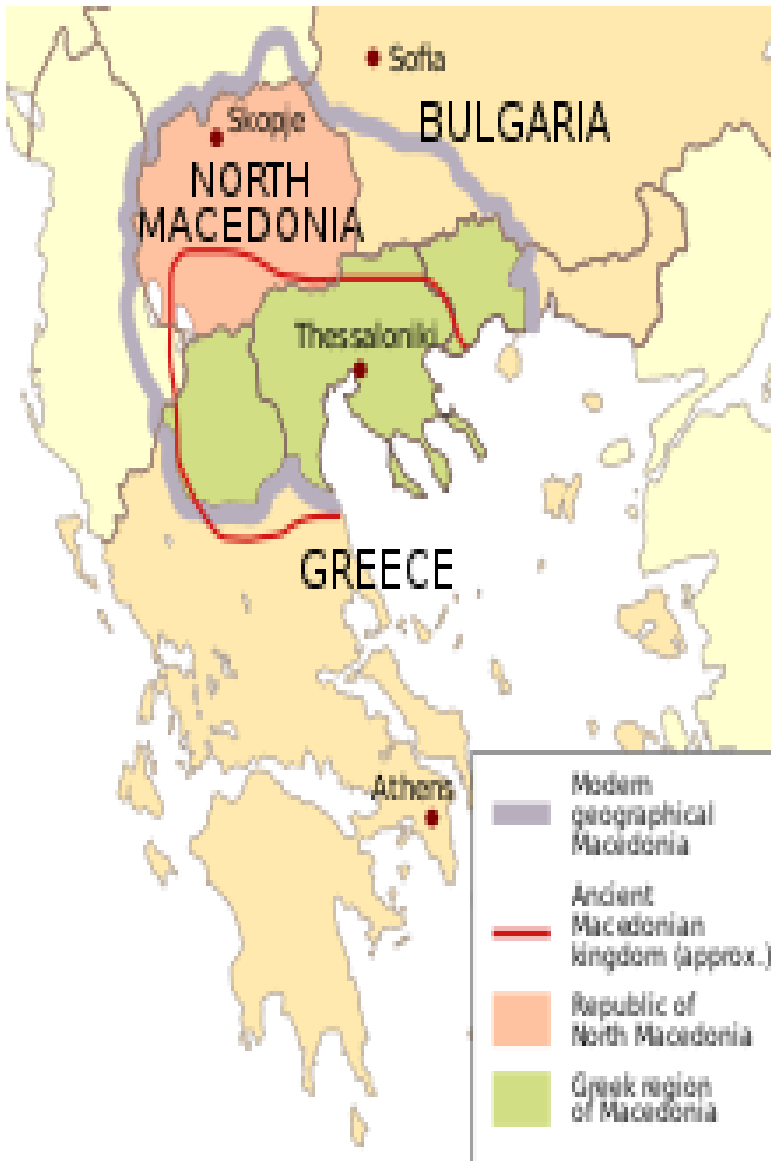 Sofia
BULGARIA
Skopje
NORTH
MACEDONIA
Thessaloniki
GREECE
Athens
Modern
geographical
Macedonia
Ancient
Macedonian
kingdom (approx.)
Republic of
North Macedonia
Greek region
of Macedonia